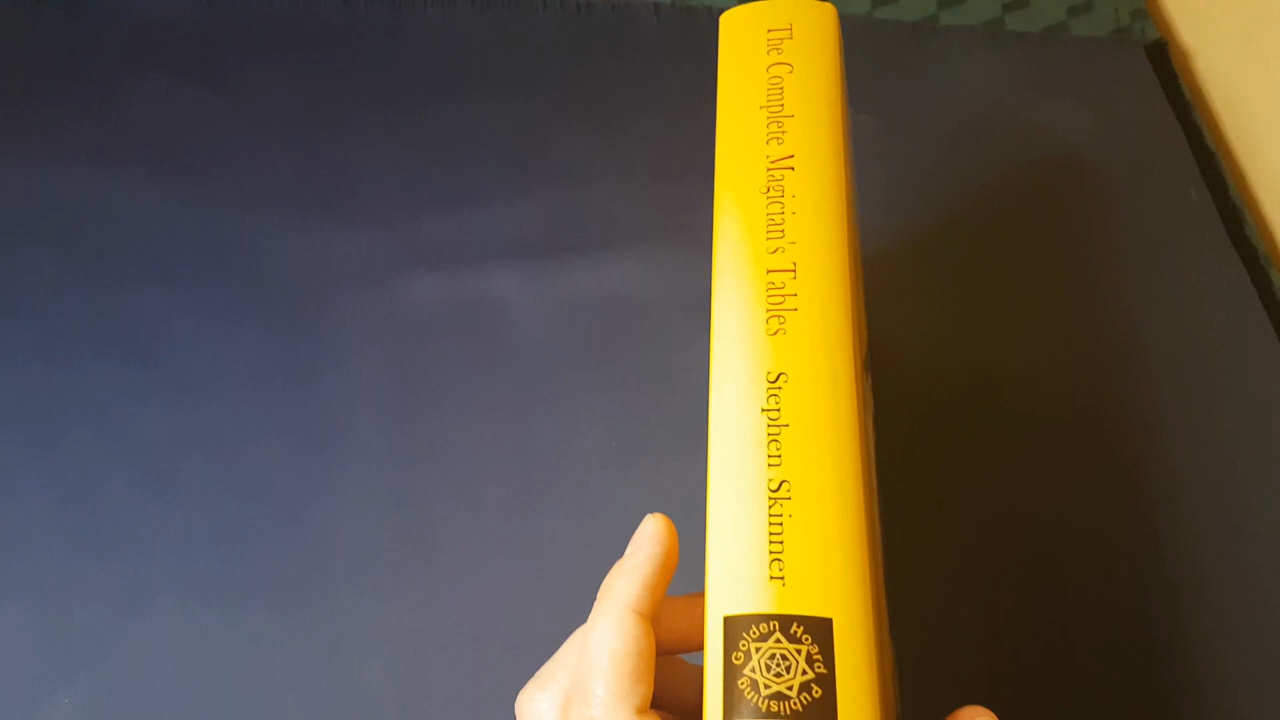 The Complete Magician's Tables
Stephen Skinner
Golden Hoard Publishing